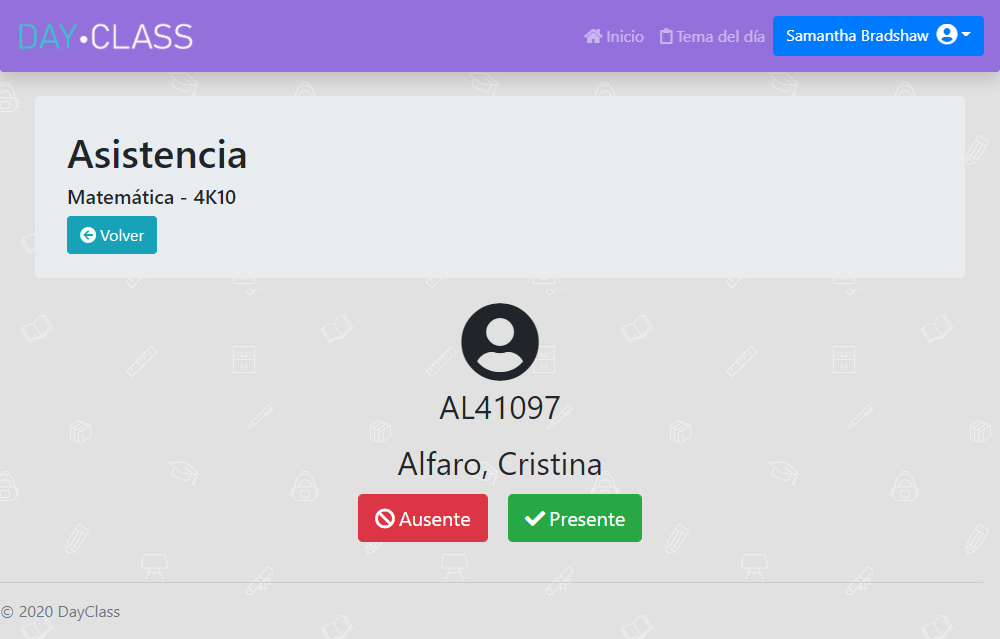 DAY•CLASS
Inicio Tema del día Samantha Bradshaw
Asistencia
Matemática - 4K10
Volver
AL41097
Alfaro, Cristina
Ausente Presente
© 2020 DayClass